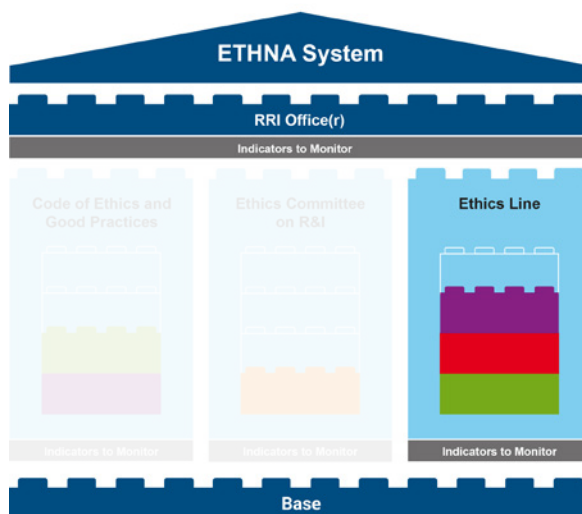 ETHNA System
RRI Office(r)
Indicators to Monitor
Code of Ethics and
Good Practices
Ethics Committee
on R&I
Ethics Line
Indicators to Monitor
Indicators to Monitor
Indicators to Monitor
Base